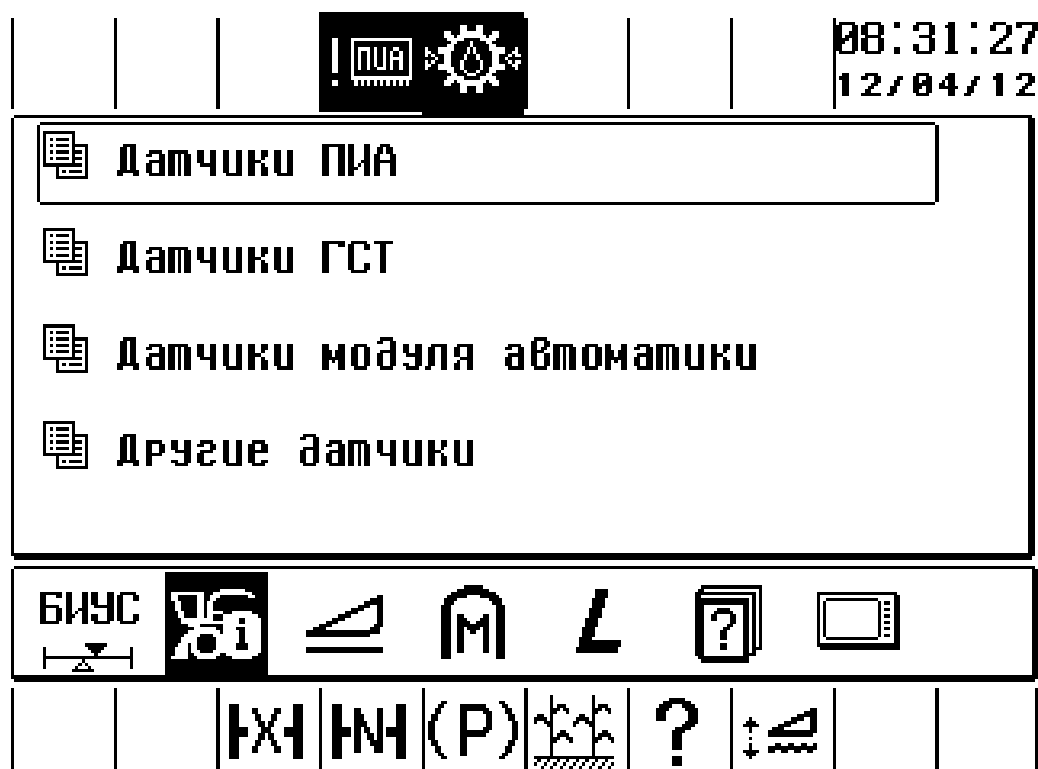 ! ПИА
08:31:27
12/04/12
Датчики ПИА
Датчики ГСТ
Датчики модуля автоматики
Другие датчики
БИУС
i
M
L
?
X
N
(P)
?